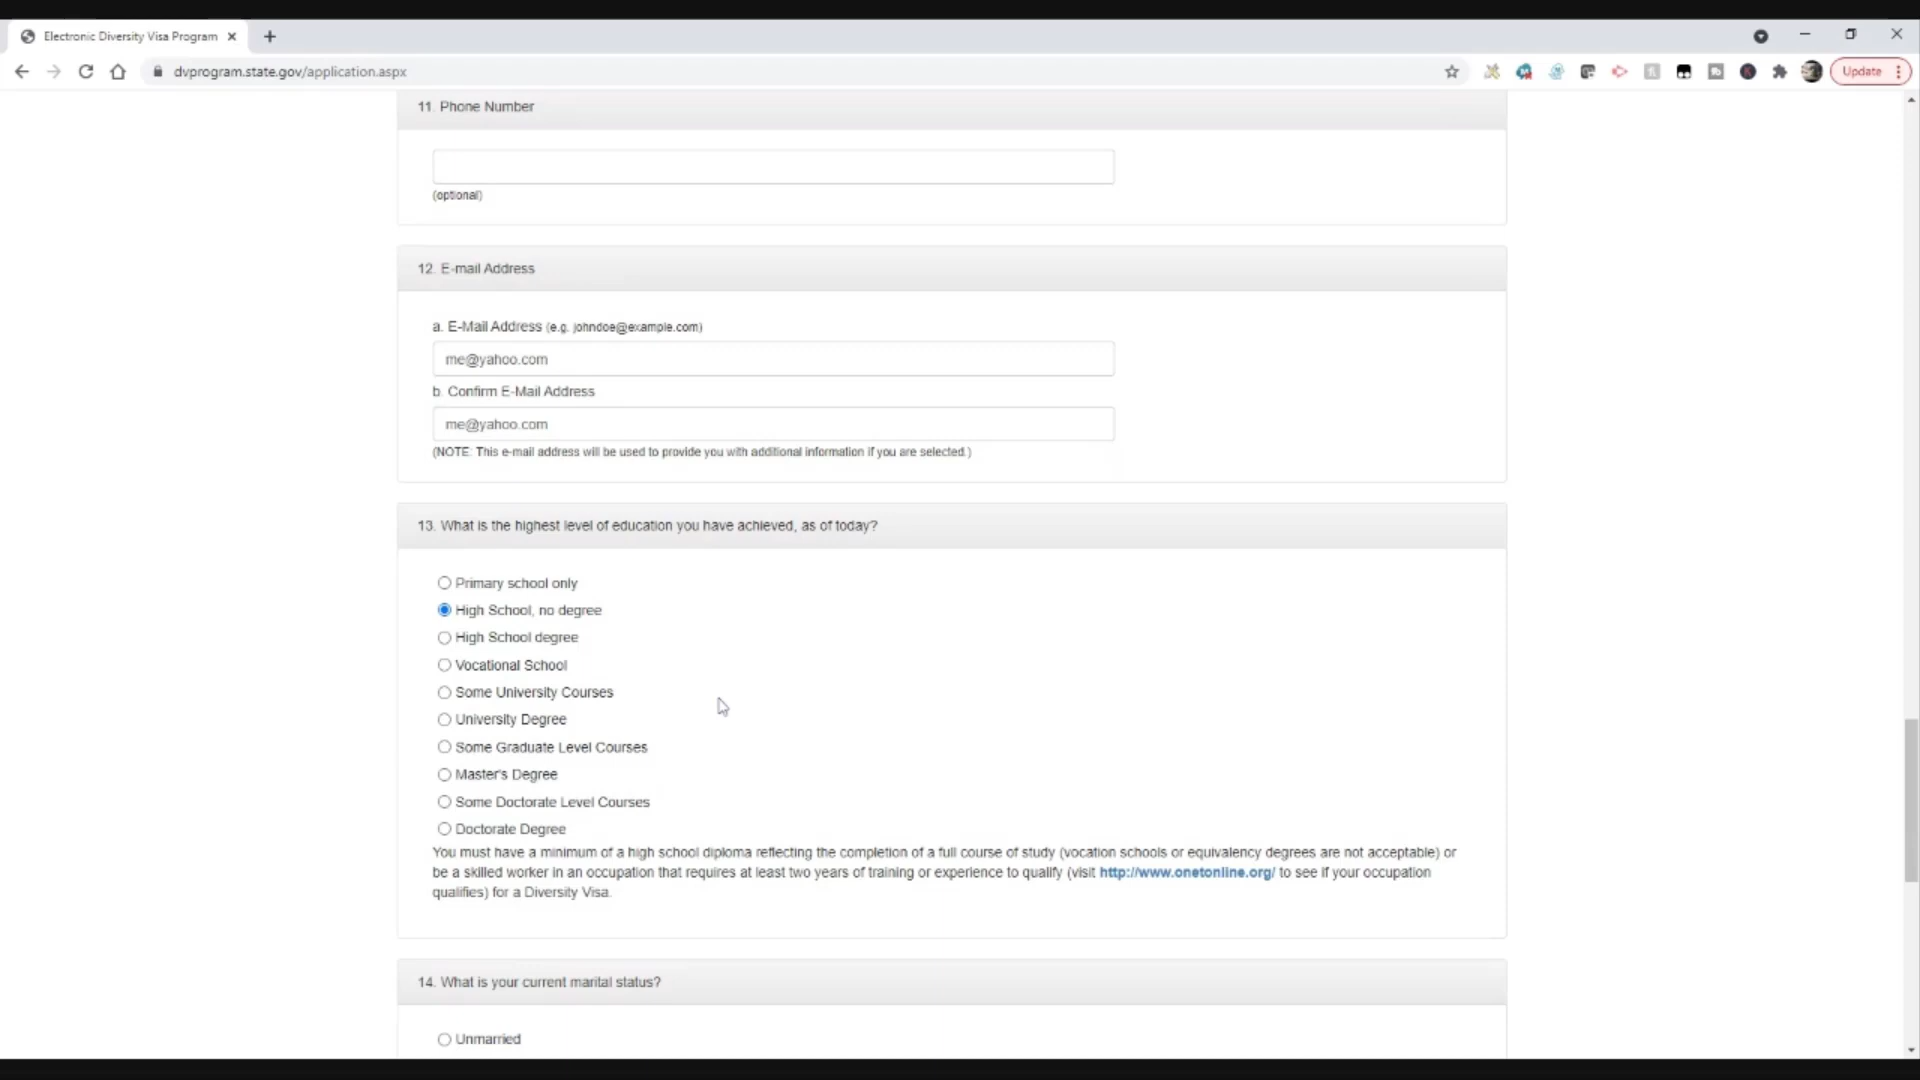 Electronic Diversity Visa Program
dvprogram.state.gov/application.aspx
Update
11. Phone Number
(optional)
12. E-mail Address
a. E-Mail Address (e.g. johndoe@example.com)
me@yahoo.com
b. Confirm E-Mail Address
me@yahoo.com
(NOTE: This e-mail address will be used to provide you with additional information if you are selected.)
13. What is the highest level of education you have achieved, as of today?
Primary school only
High School, no degree
High School degree
Vocational School
Some University Courses
University Degree
Some Graduate Level Courses
Master's Degree
Some Doctorate Level Courses
Doctorate Degree
You must have a minimum of a high school diploma reflecting the completion of a full course of study (vocation schools or equivalency degrees are not acceptable) or
be a skilled worker in an occupation that requires at least two years of training or experience to qualify (visit http://www.onetonline.org/ to see if your occupation
qualifies) for a Diversity Visa.
14. What is your current marital status?
Unmarried